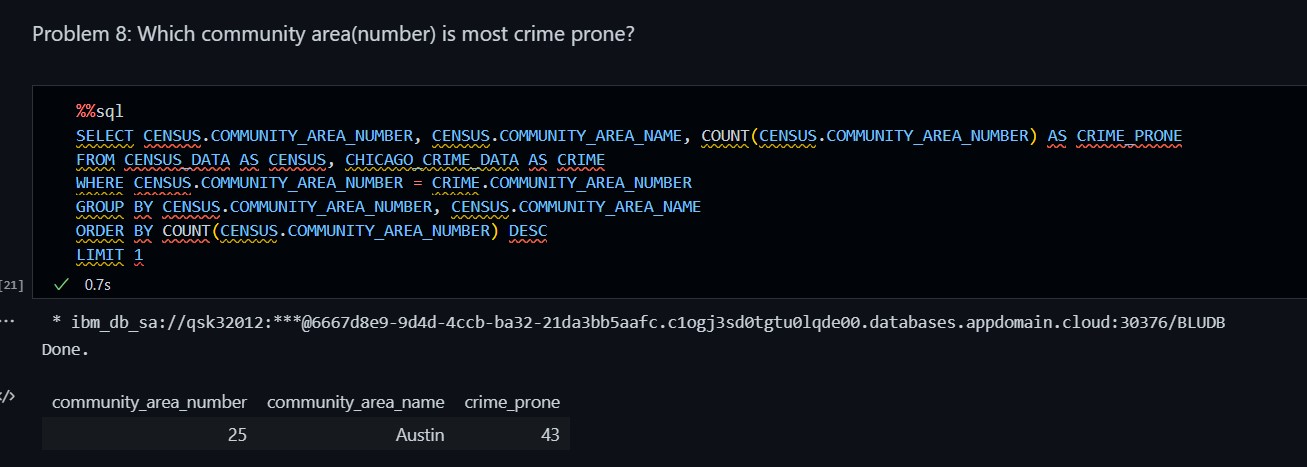 Problem 8: Which community area(number) is most crime prone?
%%sql
SELECT CENSUS.COMMUNITY_AREA_NUMBER, CENSUS.COMMUNITY_AREA_NAME, COUNT(CENSUS.COMMUNITY_AREA_NUMBER) AS CRIME_PRONE
FROM CENSUS_DATA AS CENSUS, CHICAGO_CRIME_DATA AS CRIME
WHERE CENSUS.COMMUNITY_AREA_NUMBER = CRIME.COMMUNITY_AREA_NUMBER
GROUP BY CENSUS.COMMUNITY_AREA_NUMBER, CENSUS.COMMUNITY_AREA_NAME
ORDER BY COUNT(CENSUS.COMMUNITY_AREA_NUMBER) DESC
LIMIT 1
[21] ✓ 0.7s
... * ibm_db_sa://qsk32012:***@6667d8e9-9d4d-4ccb-ba32-21da3bb5aafc.c1ogj3sd0tgtu0lqde00.databases.appdomain.cloud:30376/BLUDB
Done.
</> community_area_number community_area_name crime_prone
25 Austin 43